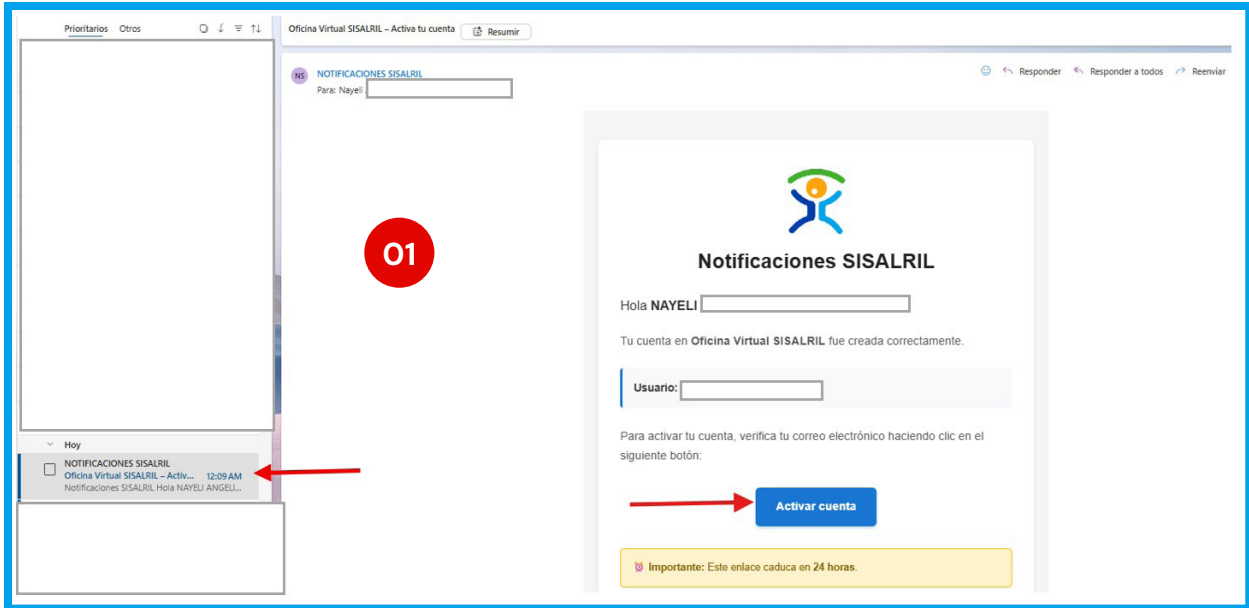 Prioritarios Otros
Hoy
NOTIFICACIONES SISALRIL
Oficina Virtual SISALRIL – Activ... 12:09 AM
Notificaciones SISALRIL Hola NAYELI ANGELI...
Oficina Virtual SISALRIL – Activa tu cuenta Resumir
NS NOTIFICACIONES SISALRIL
Para: Nayeli
Responder Responder a todos Reenviar
01
Notificaciones SISALRIL
Hola NAYELI
Tu cuenta en Oficina Virtual SISALRIL fue creada correctamente.
Usuario:
Para activar tu cuenta, verifica tu correo electrónico haciendo clic en el
siguiente botón:
Activar cuenta
Importante: Este enlace caduca en 24 horas.